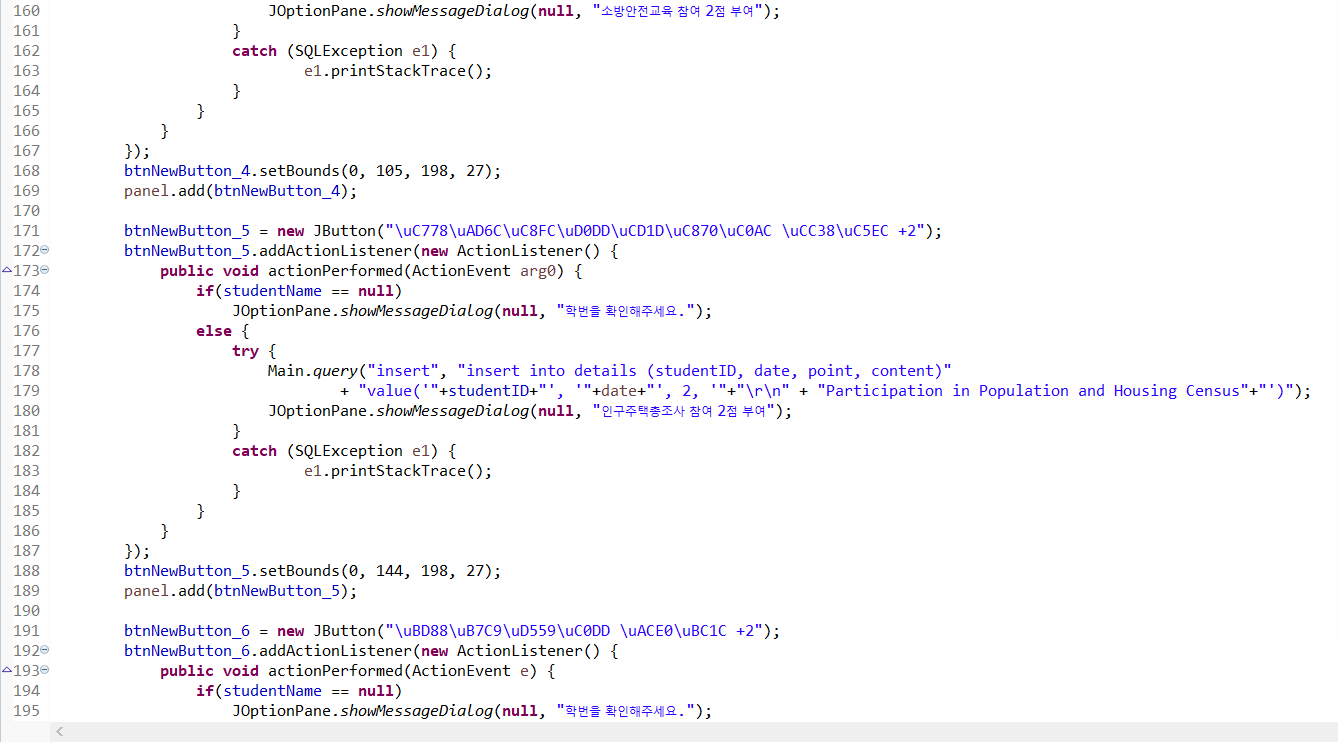 160 JOptionPane.showMessageDialog(null, "소방안전교육 참여 2점 부여");
161 }
162 catch (SQLException e1) {
163 e1.printStackTrace();
164 }
165 }
166 }
167 });
168 btnNewButton_4.setBounds(0, 105, 198, 27);
169 panel.add(btnNewButton_4);
170
171 btnNewButton_5 = new JButton("\uC778\uAD6C\uC8FC\uD0DD\uCD1D\uC870\uC0AC \uCC38\uC5EC +2");
172 btnNewButton_5.addActionListener(new ActionListener() {
173 public void actionPerformed(ActionEvent arg0) {
174 if(studentName == null)
175 JOptionPane.showMessageDialog(null, "학번을 확인해주세요.");
176 else {
177 try {
178 Main.query("insert", "insert into details (studentID, date, point, content)"
179 + "value('"+studentID+"', '"+date+"', 2, '"+"\r\n" + "Participation in Population and Housing Census"+"')");
180 JOptionPane.showMessageDialog(null, "인구주택총조사 참여 2점 부여");
181 }
182 catch (SQLException e1) {
183 e1.printStackTrace();
184 }
185 }
186 }
187 });
188 btnNewButton_5.setBounds(0, 144, 198, 27);
189 panel.add(btnNewButton_5);
190
191 btnNewButton_6 = new JButton("\uBD88\uB7C9\uD559\uC0DD \uACE0\uBC1C +2");
192 btnNewButton_6.addActionListener(new ActionListener() {
193 public void actionPerformed(ActionEvent e) {
194 if(studentName == null)
195 JOptionPane.showMessageDialog(null, "학번을 확인해주세요.");